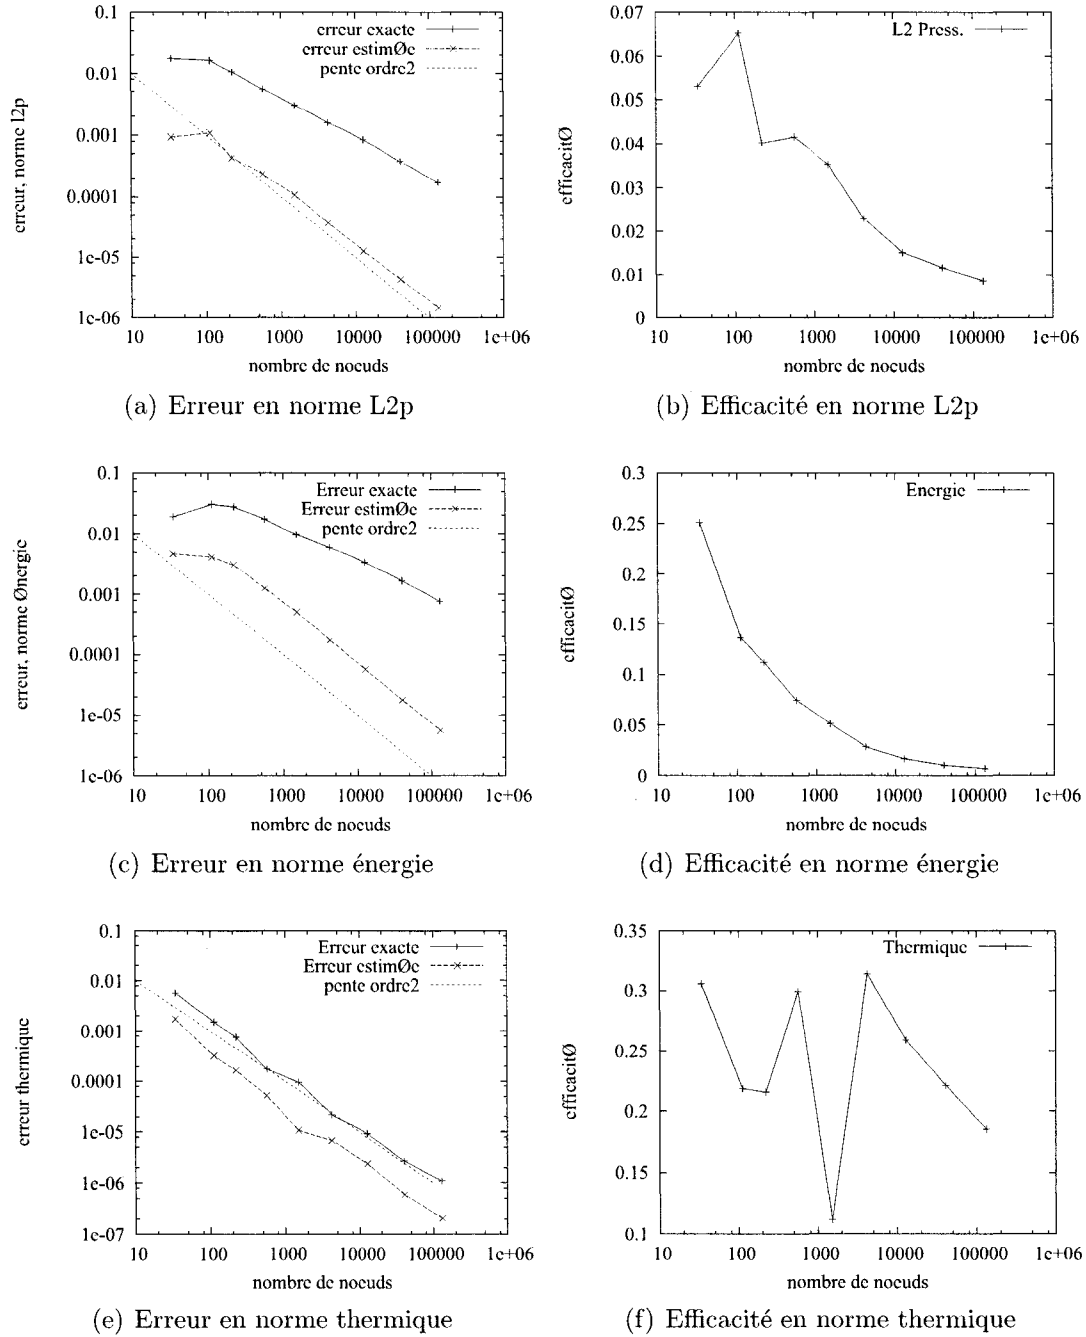 0.1
0.01
0.001
0.0001
1e-05
1e-06
erreur, norme l2p
erreur exacte
erreur estimØe
pente ordre2
10 100 1000 10000 100000 1e+06
nombre de noeuds
(a) Erreur en norme L2p
0.07
0.06
0.05
0.04
0.03
0.02
0.01
0
efficacitØ
L2 Press.
10 100 1000 10000 100000 1e+06
nombre de noeuds
(b) Efficacité en norme L2p
0.1
0.01
0.001
0.0001
1e-05
1e-06
erreur, norme Ønergie
Erreur exacte
Erreur estimØe
pente ordre2
10 100 1000 10000 100000 1e+06
nombre de noeuds
(c) Erreur en norme énergie
0.3
0.25
0.2
0.15
0.1
0.05
0
efficacitØ
Energie
10 100 1000 10000 100000 1e+06
nombre de noeuds
(d) Efficacité en norme énergie
0.1
0.01
0.001
0.0001
1e-05
1e-06
1e-07
erreur thermique
Erreur exacte
Erreur estimØe
pente ordre2
10 100 1000 10000 100000 1e+06
nombre de noeuds
(e) Erreur en norme thermique
0.35
0.3
0.25
0.2
0.15
0.1
efficacitØ
Thermique
10 100 1000 10000 100000 1e+06
nombre de noeuds
(f) Efficacité en norme thermique